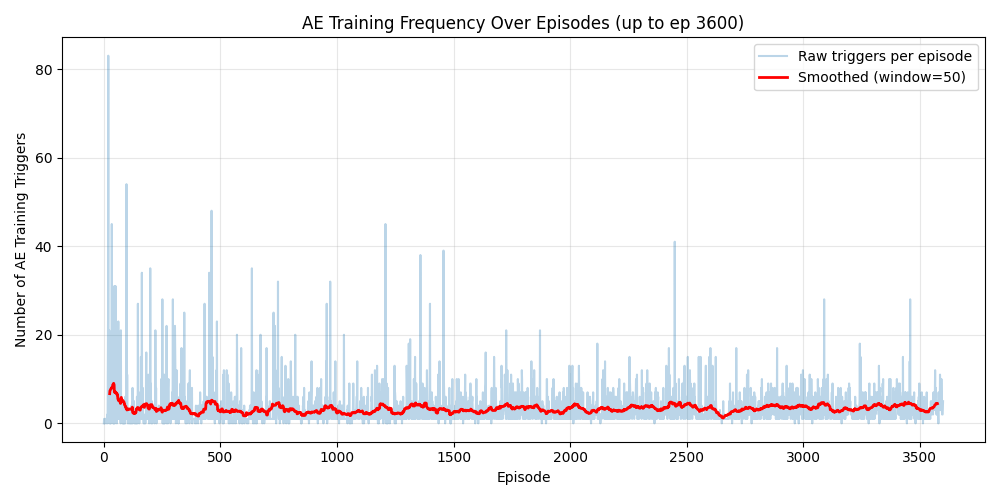 AE Training Frequency Over Episodes (up to ep 3600)
Raw triggers per episode
Smoothed (window=50)
Number of AE Training Triggers
80
60
40
20
0
0 500 1000 1500 2000 2500 3000 3500
Episode